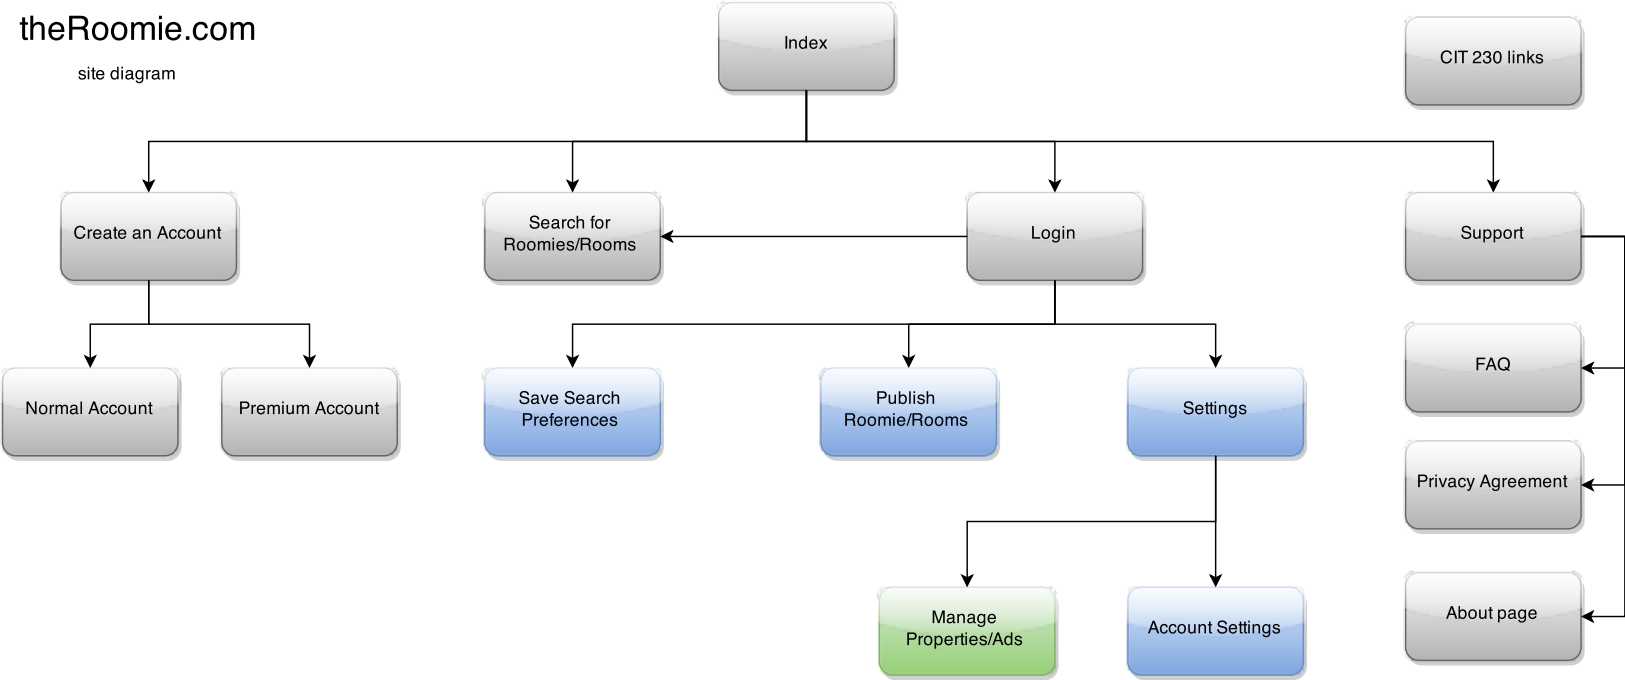 theRoomie.com
site diagram
Index
CIT 230 links
Create an Account
Search for
Roomies/Rooms
Login
Support
Normal Account
Premium Account
Save Search
Preferences
Publish
Roomie/Rooms
Settings
FAQ
Privacy Agreement
Manage
Properties/Ads
Account Settings
About page